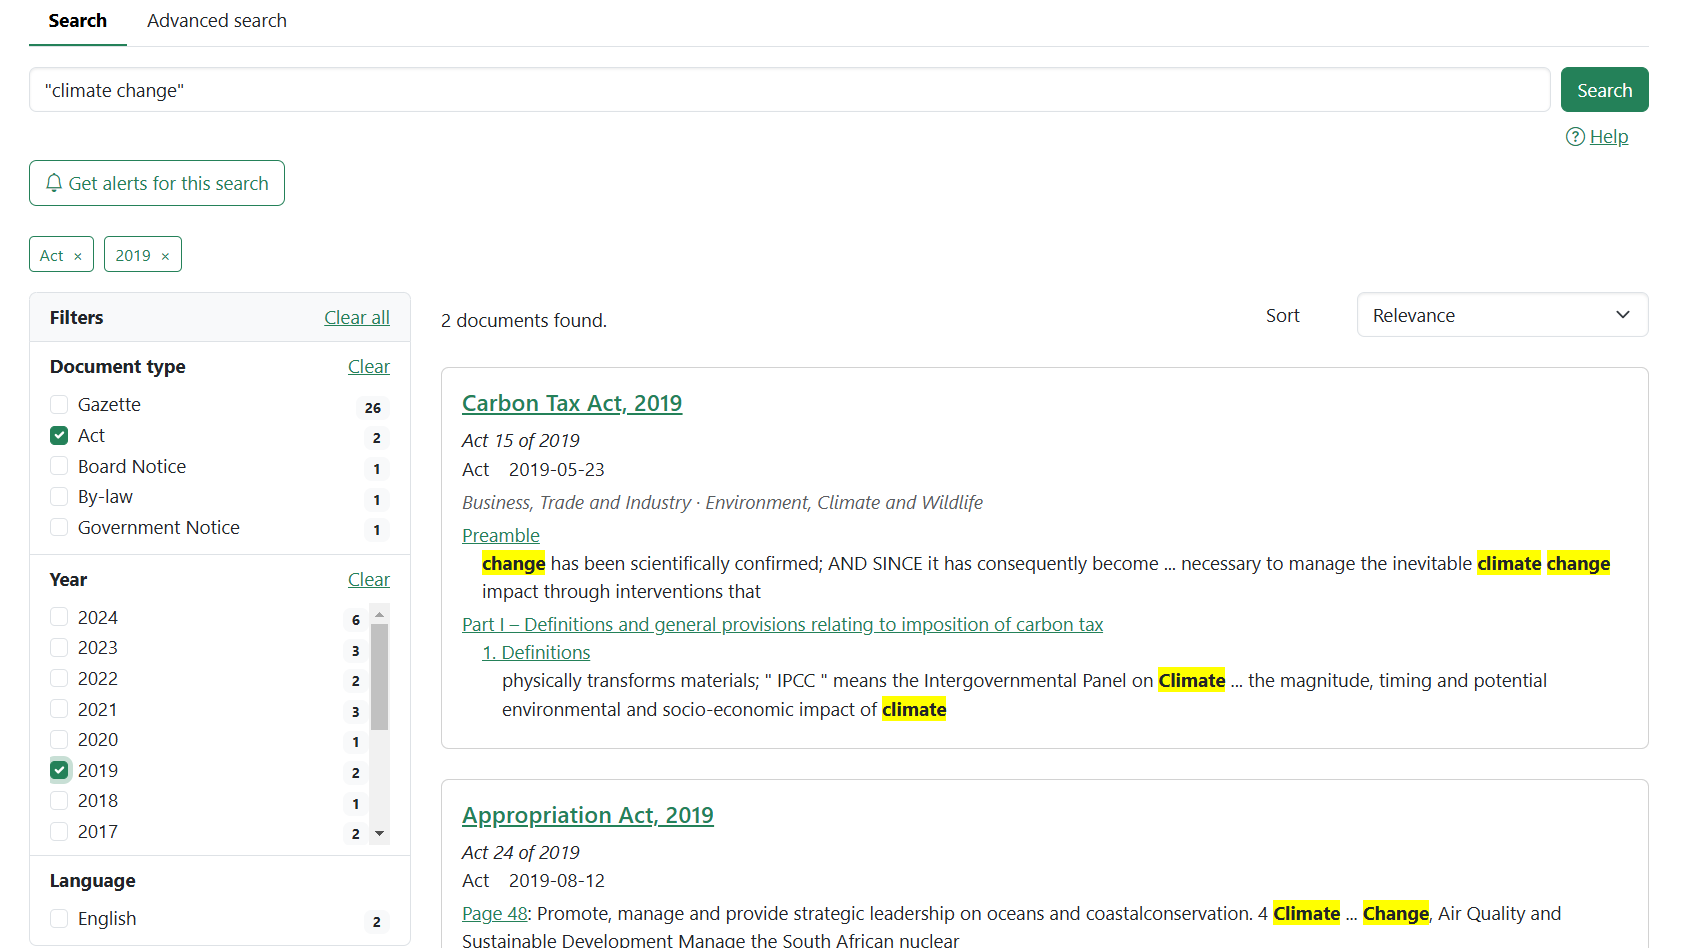 Search Advanced search
"climate change" Search
Help
Get alerts for this search
Act × 2019 ×
Filters Clear all
Document type Clear
Gazette 26
Act 2
Board Notice 1
By-law 1
Government Notice 1
Year Clear
2024 6
2023 3
2022 2
2021 3
2020 1
2019 2
2018 1
2017 2
Language
English 2
2 documents found. Sort Relevance
Carbon Tax Act, 2019
Act 15 of 2019
Act 2019-05-23
Business, Trade and Industry · Environment, Climate and Wildlife
Preamble
change has been scientifically confirmed; AND SINCE it has consequently become ... necessary to manage the inevitable climate change
impact through interventions that
Part I – Definitions and general provisions relating to imposition of carbon tax
1. Definitions
physically transforms materials; " IPCC " means the Intergovernmental Panel on Climate ... the magnitude, timing and potential
environmental and socio-economic impact of climate
Appropriation Act, 2019
Act 24 of 2019
Act 2019-08-12
Page 48: Promote, manage and provide strategic leadership on oceans and coastalconservation. 4 Climate ... Change, Air Quality and
Sustainable Development Manage the South African nuclear